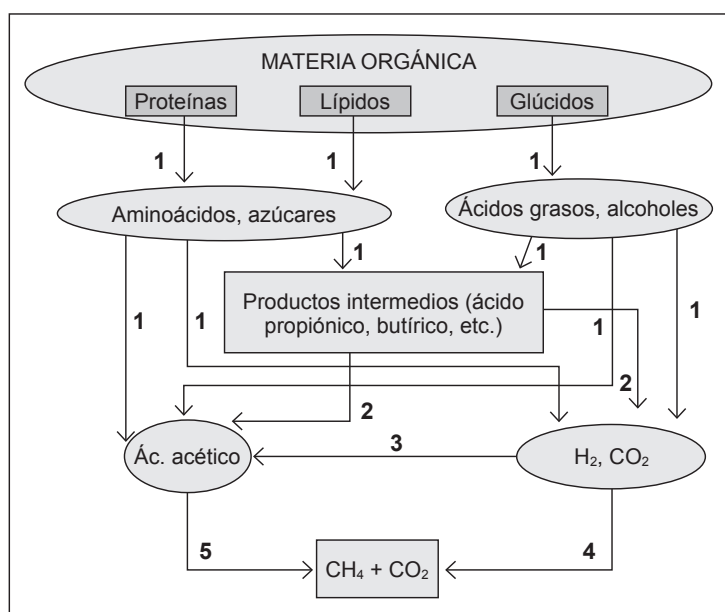 MATERIA ORGÁNICA
Proteínas
Lípidos
Glúcidos
1
1
1
Aminoácidos, azúcares
Ácidos grasos, alcoholes
1
1
1
1
1
1
Productos intermedios (ácido
propiónico, butírico, etc.)
2
2
Ác. acético
3
H₂, CO₂
5
4
CH₄ + CO₂